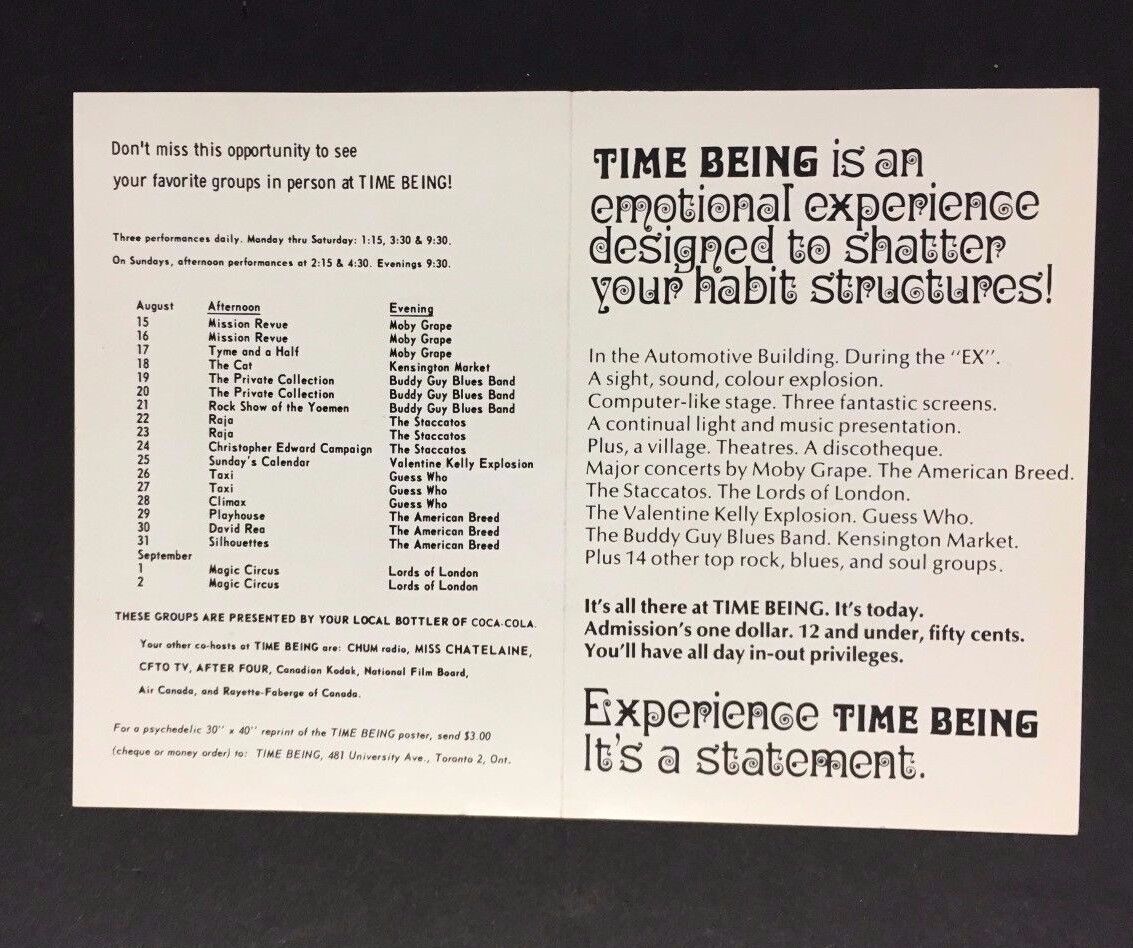 Don't miss this opportunity to see
your favorite groups in person at TIME BEING!
Three performances daily. Monday thru Saturday: 1:15, 3:30 & 9:30.
On Sundays, afternoon performances at 2:15 & 4:30. Evenings 9:30.
August Afternoon Evening
15 Mission Revue Moby Grape
16 Mission Revue Moby Grape
17 Tyme and a Half Moby Grape
18 The Cat Kensington Market
19 The Private Collection Buddy Guy Blues Band
20 The Private Collection Buddy Guy Blues Band
21 Rock Show of the Yoemen Buddy Guy Blues Band
22 Raja The Staccatos
23 Raja The Staccatos
24 Christopher Edward Campaign The Staccatos
25 Sunday's Calendar Valentine Kelly Explosion
26 Taxi Guess Who
27 Taxi Guess Who
28 Climax Guess Who
29 Playhouse The American Breed
30 David Rea The American Breed
31 Silhouettes The American Breed
September
1 Magic Circus Lords of London
2 Magic Circus Lords of London
THESE GROUPS ARE PRESENTED BY YOUR LOCAL BOTTLER OF COCA-COLA.
Your other co-hosts at TIME BEING are: CHUM radio, MISS CHATELAINE,
CFTO TV, AFTER FOUR, Canadian Kodak, National Film Board,
Air Canada, and Rayette-Faberge of Canada.
For a psychedelic 30" x 40" reprint of the TIME BEING poster, send $3.00
(cheque or money order) to: TIME BEING, 481 University Ave., Toronto 2, Ont.
TIME BEING is an
emotional experience
designed to shatter
your habit structures!
In the Automotive Building. During the "EX".
A sight, sound, colour explosion.
Computer-like stage. Three fantastic screens.
A continual light and music presentation.
Plus, a village. Theatres. A discotheque.
Major concerts by Moby Grape. The American Breed.
The Staccatos. The Lords of London.
The Valentine Kelly Explosion. Guess Who.
The Buddy Guy Blues Band. Kensington Market.
Plus 14 other top rock, blues, and soul groups.
It's all there at TIME BEING. It's today.
Admission's one dollar. 12 and under, fifty cents.
You'll have all day in-out privileges.
Experience TIME BEING
It's a statement.